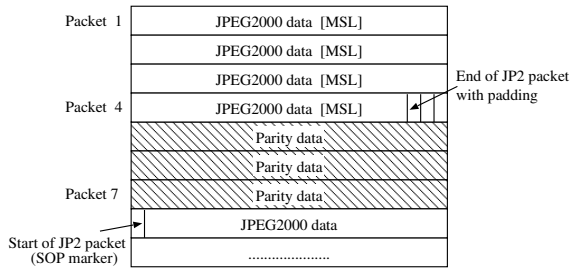 Packet 1
JPEG2000 data [MSL]
JPEG2000 data [MSL]
JPEG2000 data [MSL]
Packet 4
JPEG2000 data [MSL]
End of JP2 packet
with padding
Parity data
Parity data
Packet 7
Parity data
JPEG2000 data
Start of JP2 packet
(SOP marker)
.....................